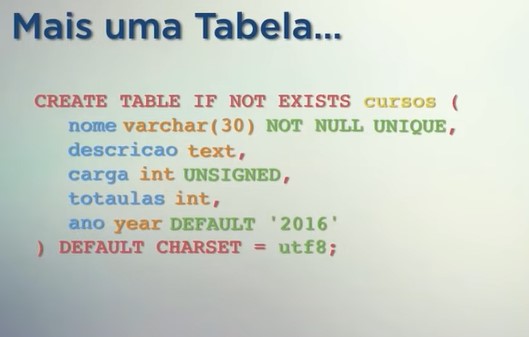 Mais uma Tabela...
CREATE TABLE IF NOT EXISTS cursos (
nome varchar(30) NOT NULL UNIQUE,
descricao text,
carga int UNSIGNED,
totaulas int,
ano year DEFAULT '2016'
) DEFAULT CHARSET = utf8;